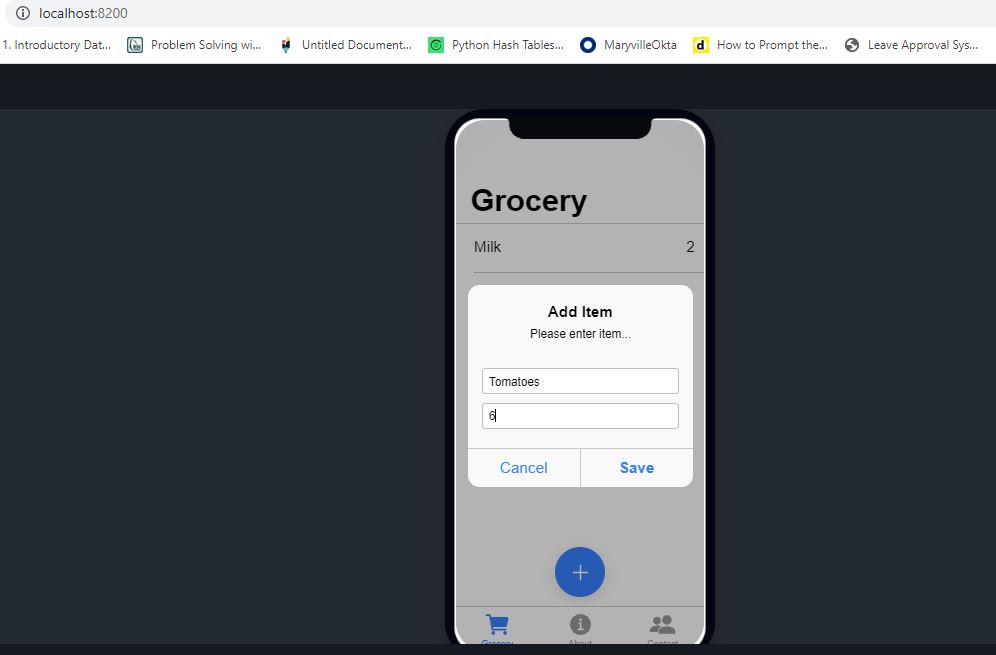 localhost:8200
1. Introductory Dat... Problem Solving wi... Untitled Document... Python Hash Tables... MaryvilleOkta How to Prompt the... Leave Approval Sys...
Grocery
Milk 2
Add Item
Please enter item...
Tomatoes
6
Cancel Save
+
Grocery About Contact